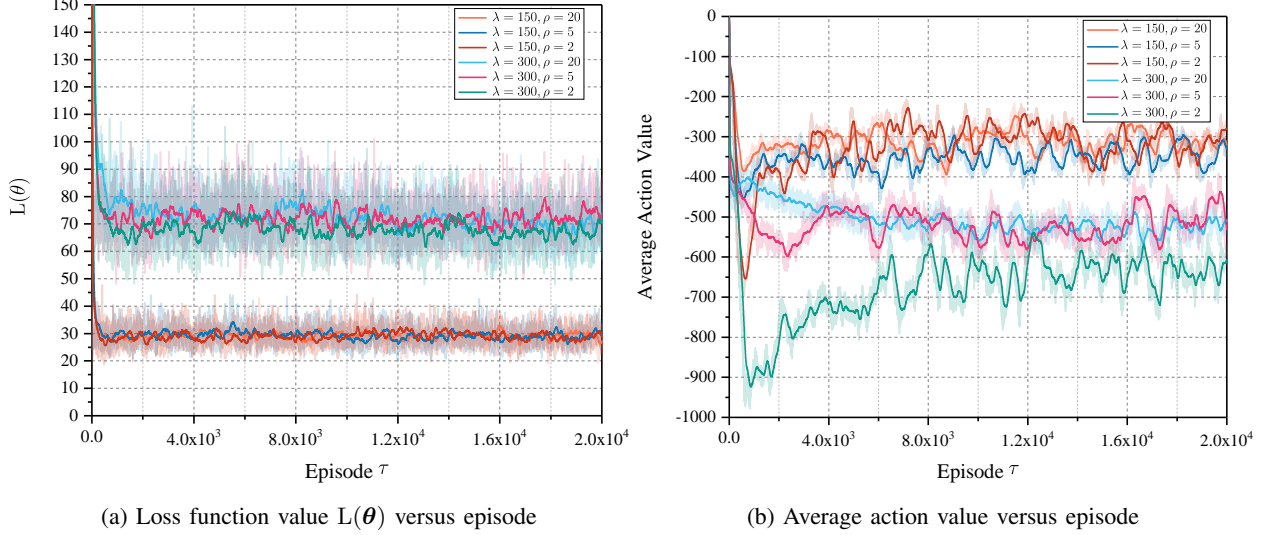 150
140
130
120
110
100
90
80
70
60
50
40
30
20
10
0
L(θ)
λ = 150, ρ = 20
λ = 150, ρ = 5
λ = 150, ρ = 2
λ = 300, ρ = 20
λ = 300, ρ = 5
λ = 300, ρ = 2
0.0 4.0x10³ 8.0x10³ 1.2x10⁴ 1.6x10⁴ 2.0x10⁴
Episode τ
(a) Loss function value L(θ) versus episode
0
-100
-200
-300
-400
-500
-600
-700
-800
-900
-1000
Average Action Value
λ = 150, ρ = 20
λ = 150, ρ = 5
λ = 150, ρ = 2
λ = 300, ρ = 20
λ = 300, ρ = 5
λ = 300, ρ = 2
0.0 4.0x10³ 8.0x10³ 1.2x10⁴ 1.6x10⁴ 2.0x10⁴
Episode τ
(b) Average action value versus episode